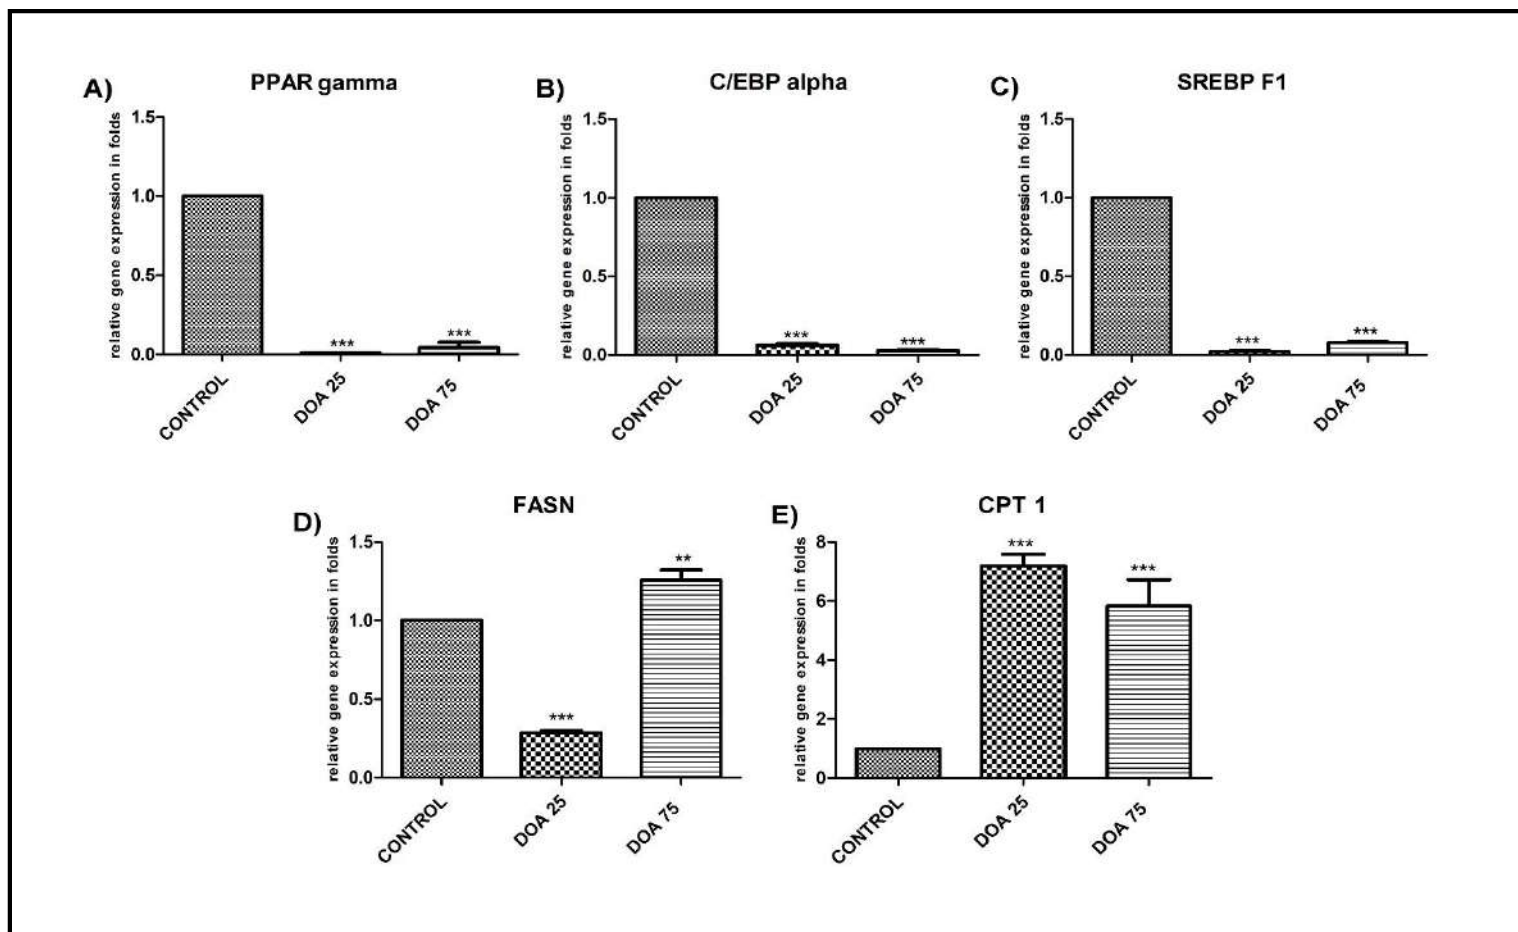 A)
PPAR gamma
relative gene expression in folds
1.5
1.0
0.5
0.0
***
***
CONTROL
DOA 25
DOA 75
B)
C/EBP alpha
relative gene expression in folds
1.5
1.0
0.5
0.0
***
***
CONTROL
DOA 25
DOA 75
C)
SREBP F1
relative gene expression in folds
1.5
1.0
0.5
0.0
***
***
CONTROL
DOA 25
DOA 75
D)
FASN
relative gene expression in folds
1.5
1.0
0.5
0.0
***
**
CONTROL
DOA 25
DOA 75
E)
CPT 1
relative gene expression in folds
8
6
4
2
0
***
***
CONTROL
DOA 25
DOA 75